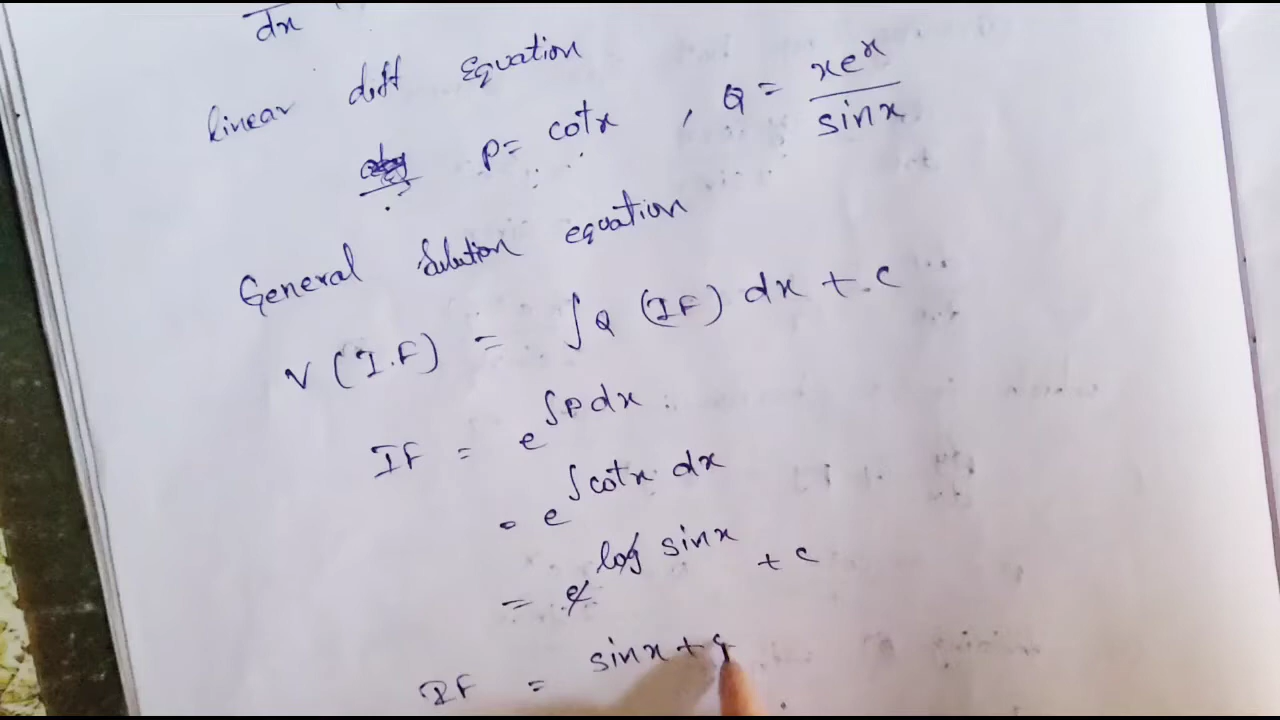 dx
linear diff Equation
P = cotx , Q = xe^x / sinx
General Solution equation
V (I.F) = ∫Q (IF) dx + c
IF = e^∫Pdx
= e^∫cotx dx
= e^log sinx + c
IF = sinx + c